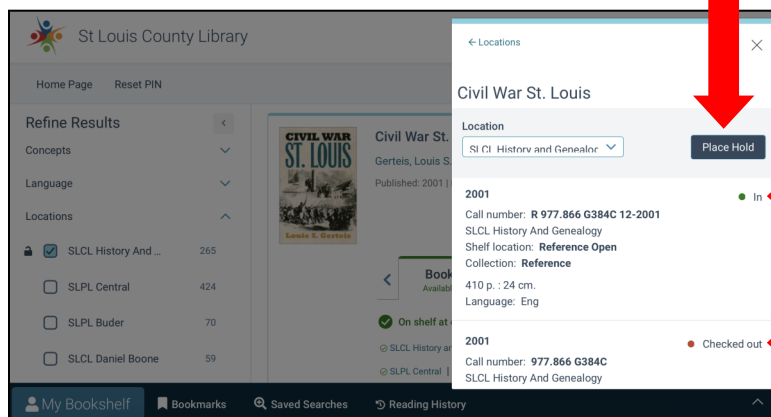 St Louis County Library
Home Page Reset PIN
Refine Results
Concepts
Language
Locations
SLCL History And ... 265
SLPL Central 424
SLPL Buder 70
SLCL Daniel Boone 59
CIVIL WAR
ST. LOUIS
Louis S. Gerteis
Civil War St.
Gerteis, Louis S.
Published: 2001 |
Book
Availabl
On shelf at
SLCL History an
SLPL Central |
← Locations
Civil War St. Louis
Location
SLCL History and Genealog
Place Hold
2001
In
Call number: R 977.866 G384C 12-2001
SLCL History And Genealogy
Shelf location: Reference Open
Collection: Reference
410 p. : 24 cm.
Language: Eng
2001
Checked out
Call number: 977.866 G384C
SLCL History And Genealogy
My Bookshelf Bookmarks Saved Searches Reading History